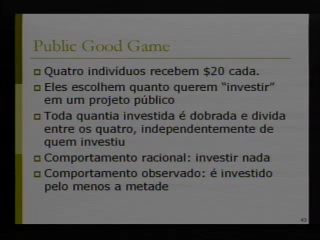 Public Good Game
Quatro indivíduos recebem $20 cada.
Eles escolhem quanto querem "investir"
em um projeto público
Toda quantia investida é dobrada e divida
entre os quatro, independentemente de
quem investiu
Comportamento racional: investir nada
Comportamento observado: é investido
pelo menos a metade